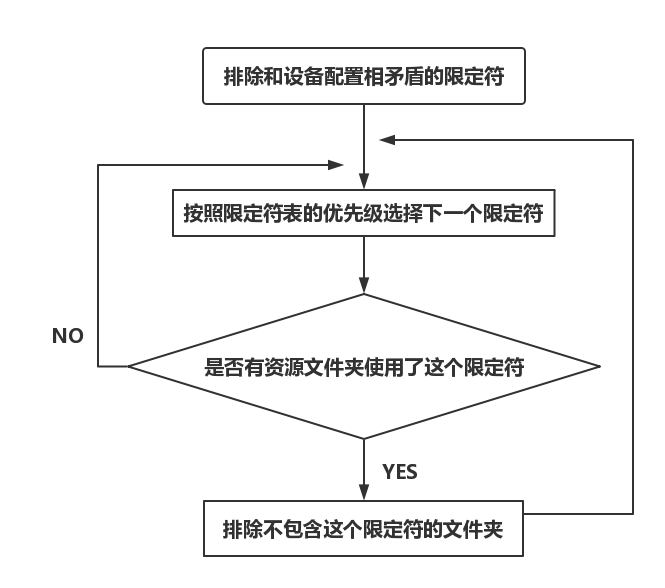 排除和设备配置相矛盾的限定符
按照限定符表的优先级选择下一个限定符
NO
是否有资源文件夹使用了这个限定符
YES
排除不包含这个限定符的文件夹